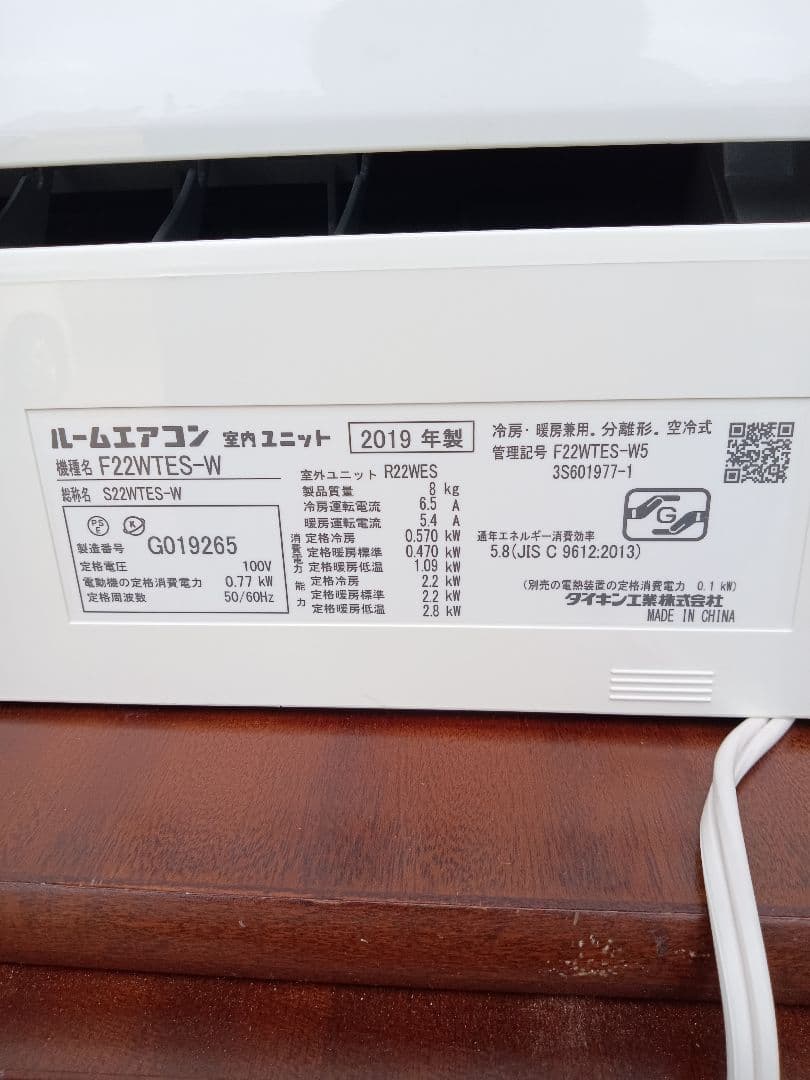 ルームエアコン 室内ユニット 2019 年製
機種名 F22WTES-W
総称名 S22WTES-W
PS
E
K
製造番号 G019265
定格電圧 100V
電動機の定格消費電力 0.77 kW
定格周波数 50/60Hz
室外ユニット R22WES
製品質量 8 kg
冷房運転電流 6.5 A
暖房運転電流 5.4 A
消費電力
定格冷房 0.570 kW
定格暖房標準 0.470 kW
定格暖房低温 1.09 kW
能力
定格冷房 2.2 kW
定格暖房標準 2.2 kW
定格暖房低温 2.8 kW
冷房・暖房兼用。分離形。空冷式
管理記号 F22WTES-W5
3S601977-1
G
通年エネルギー消費効率
5.8(JIS C 9612:2013)
(別売の電熱装置の定格消費電力 0.1 kW)
ダイキン工業株式会社
MADE IN CHINA